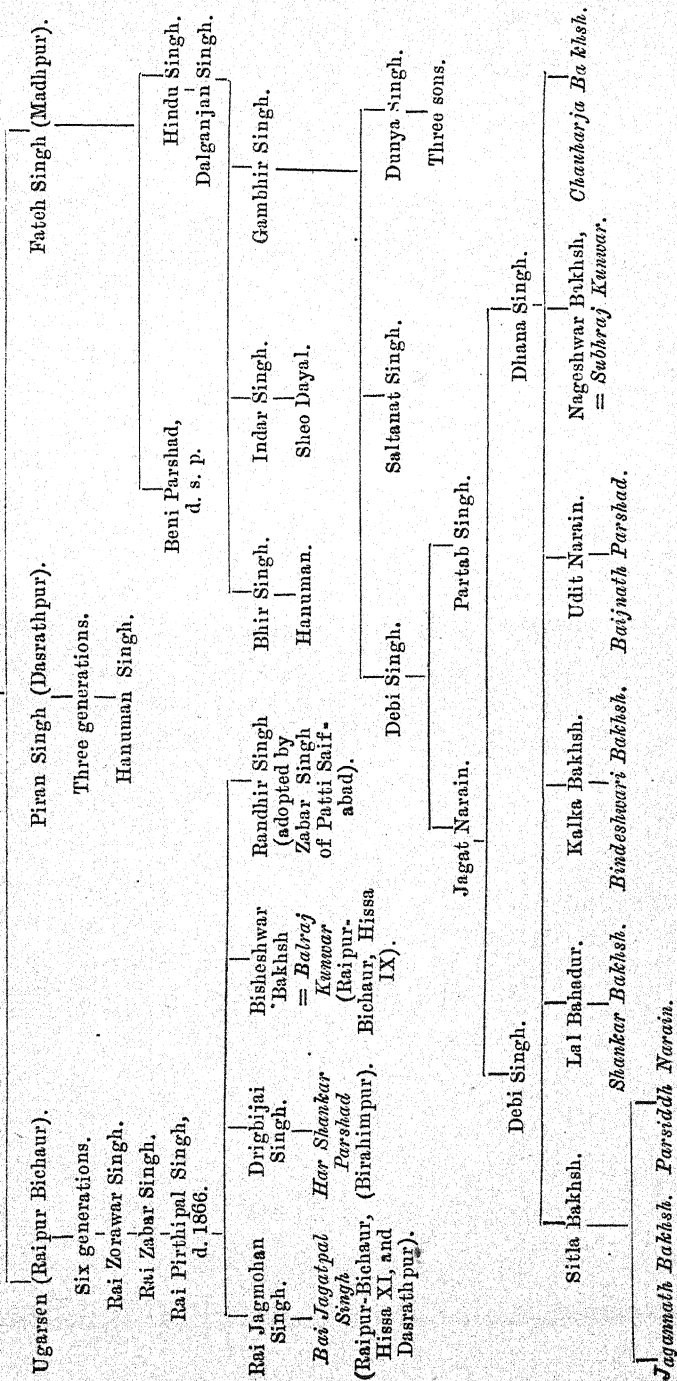 Ugarsen (Raipur Bichaur).
Six generations.
Rai Zorawar Singh.
Rai Zabar Singh.
Rai Pirthipal Singh,
d. 1866.
Rai Jagmohan
Singh.
Bai Jagatpal
Singh
(Raipur-Bichaur,
Hissa XI, and
Dasrathpur).
Drigbijai
Singh.
Har Shankar
Parshad
(Birahimpur).
Bisheshwar
Bakhsh
= Balraj
Kunwar
(Raipur-
Bichaur, Hissa
IX).
Randhir Singh
(adopted by
Zabar Singh
of Patti Saif-
abad).
Piran Singh (Dasrathpur).
Three generations.
Hanuman Singh.
Fateh Singh (Madhpur).
Beni Parshad,
d. s. p.
Hindu Singh.
Dalganjan Singh.
Bhir Singh.
Hanuman.
Indar Singh.
Sheo Dayal.
Gambhir Singh.
Debi Singh.
Saltanat Singh.
Dunya Singh.
Three sons.
Jagat Narain.
Partab Singh.
Debi Singh.
Dhana Singh.
Sitla Bakhsh.
Lal Bahadur.
Kalka Bakhsh.
Udit Narain.
Nageshwar Bakhsh,
= Subhraj Kunwar.
Chauharja Bakhsh.
Shankar Bakhsh.
Bindeshwari Bakhsh.
Baijnath Parshad.
Jagannath Bakhsh.
Parsiddh Narain.